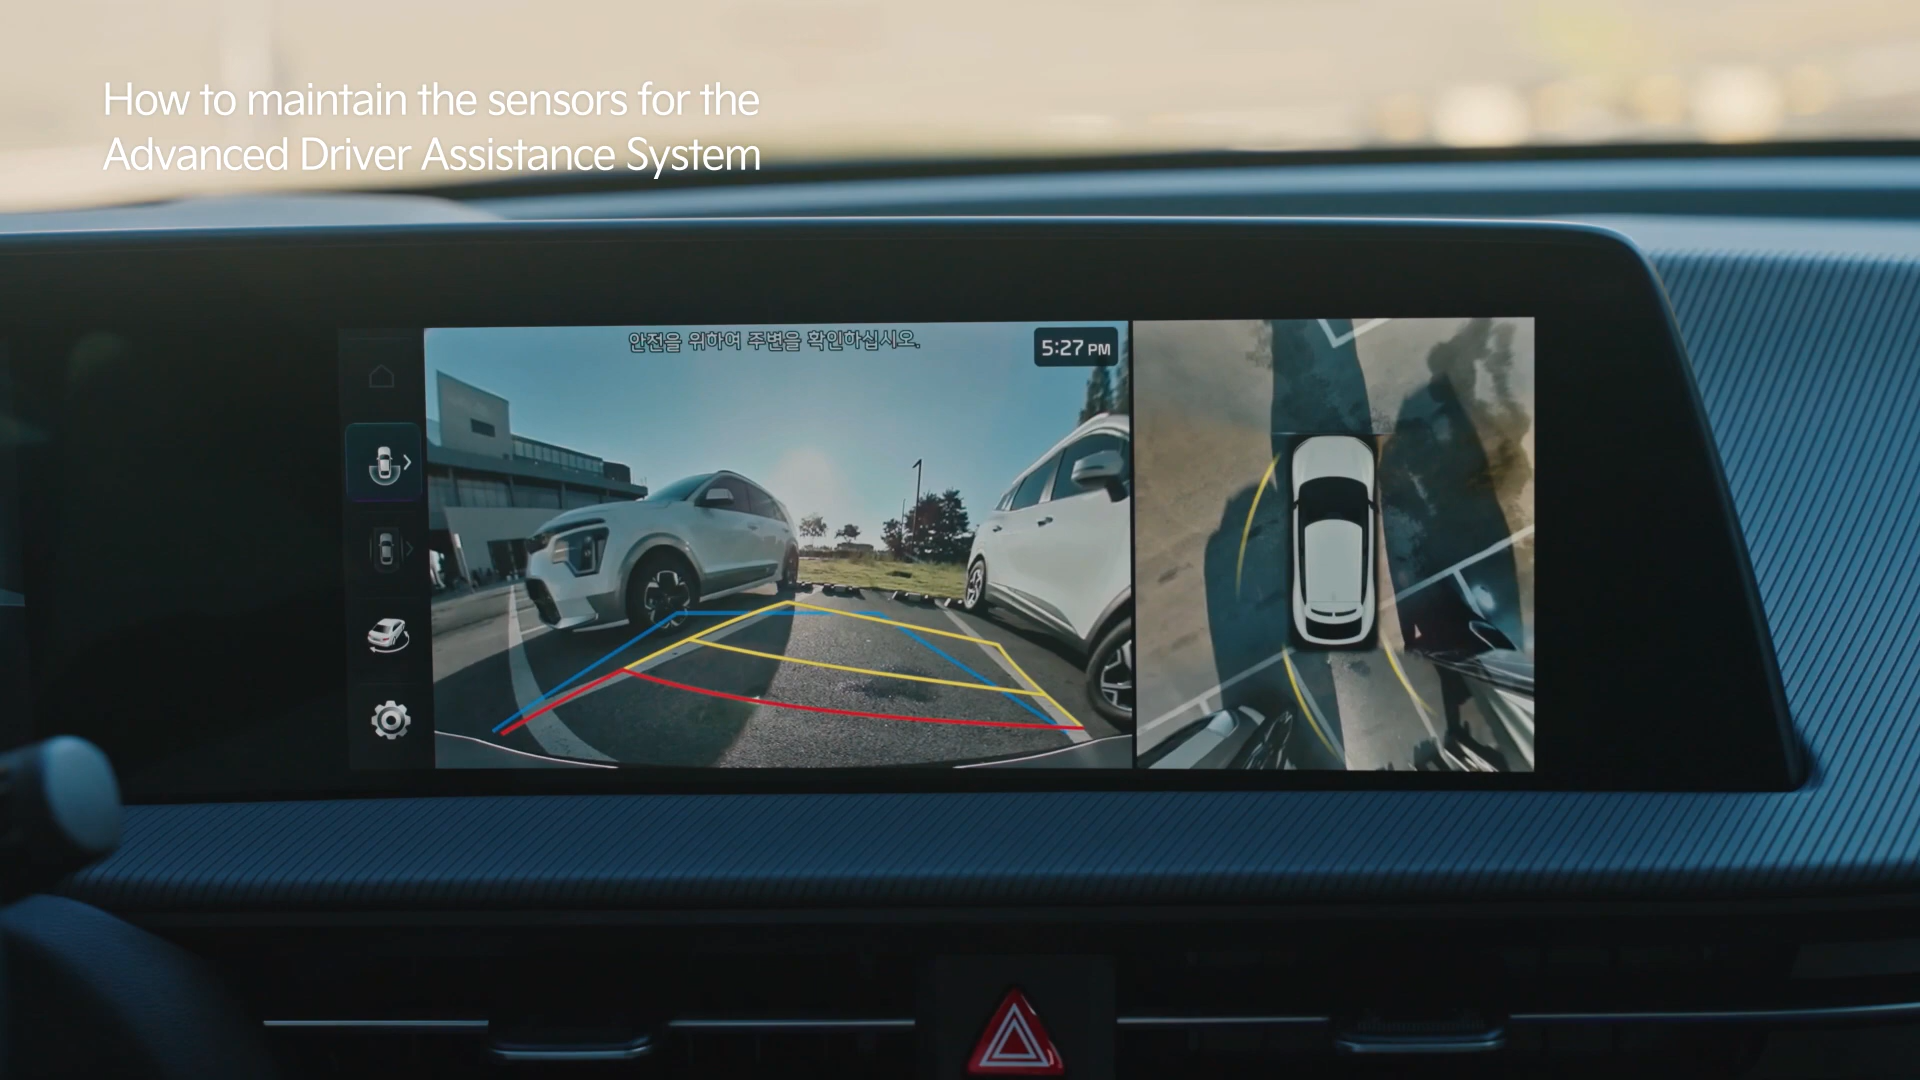 How to maintain the sensors for the
Advanced Driver Assistance System
안전을 위하여 주변을 확인하십시오.
5:27 PM